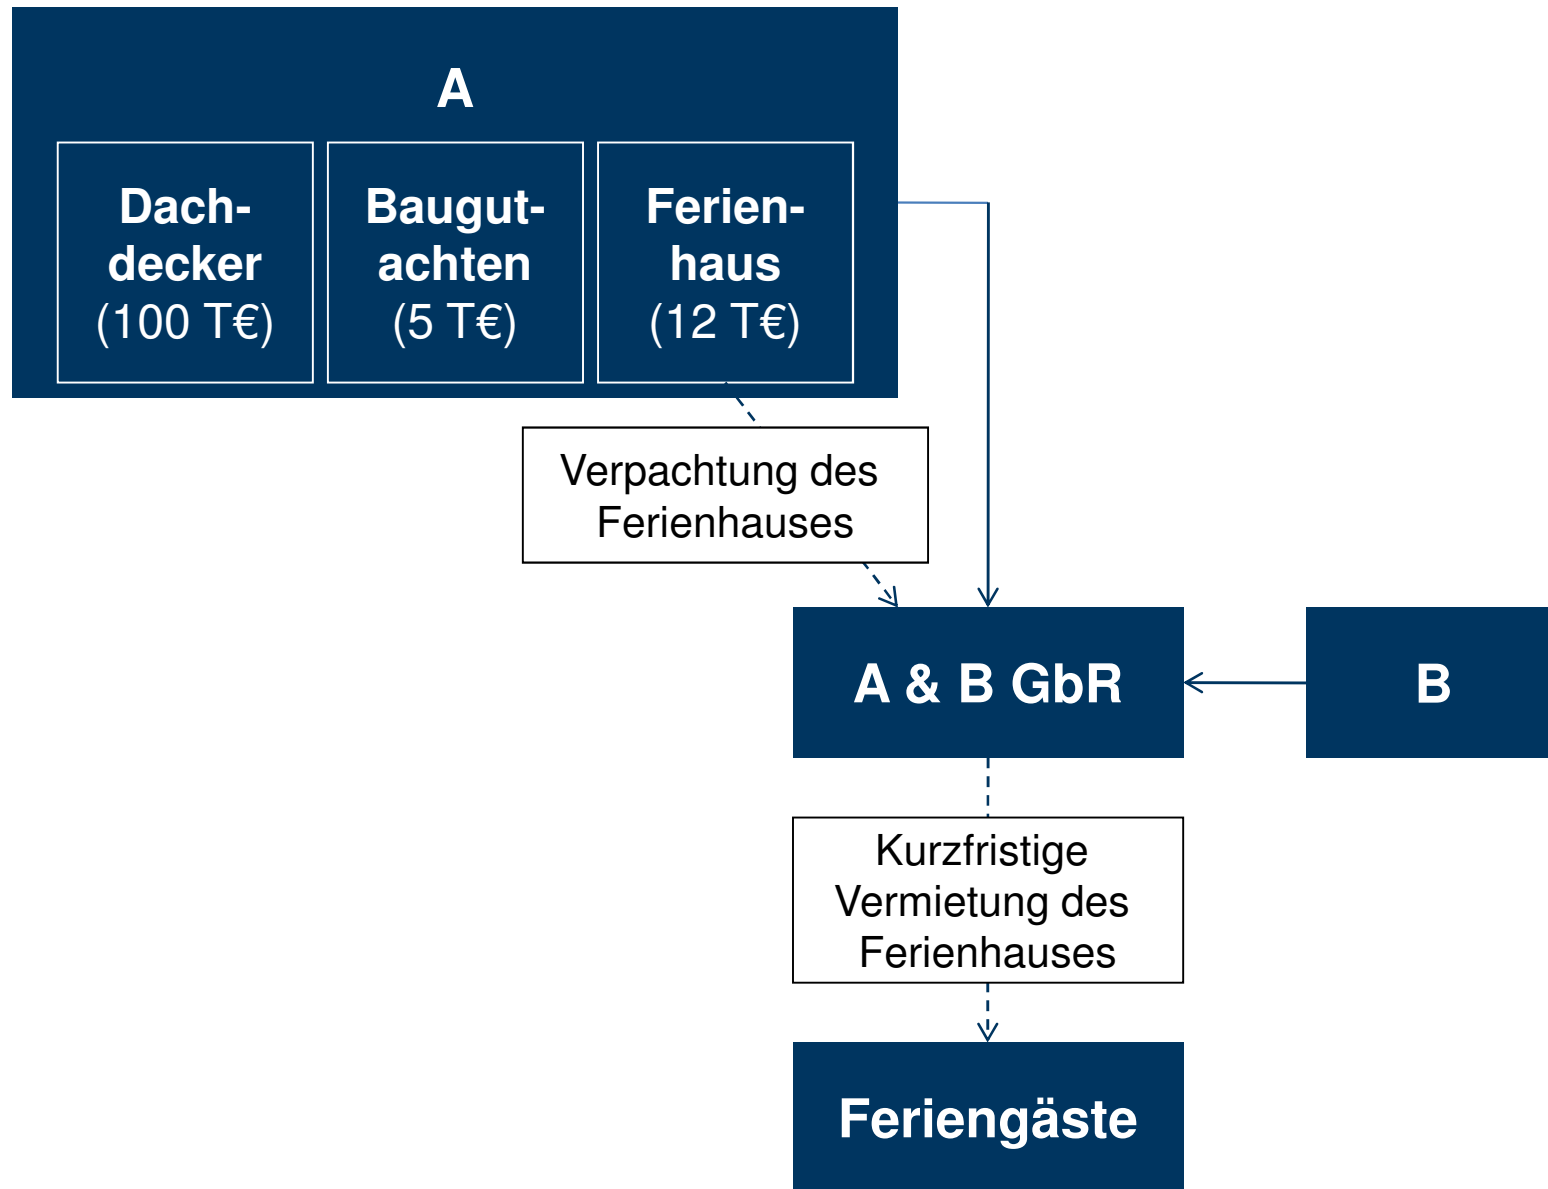 A
Dach-
decker
(100 T€)
Baugut-
achten
(5 T€)
Ferien-
haus
(12 T€)
Verpachtung des
Ferienhauses
A & B GbR
B
Kurzfristige
Vermietung des
Ferienhauses
Feriengäste